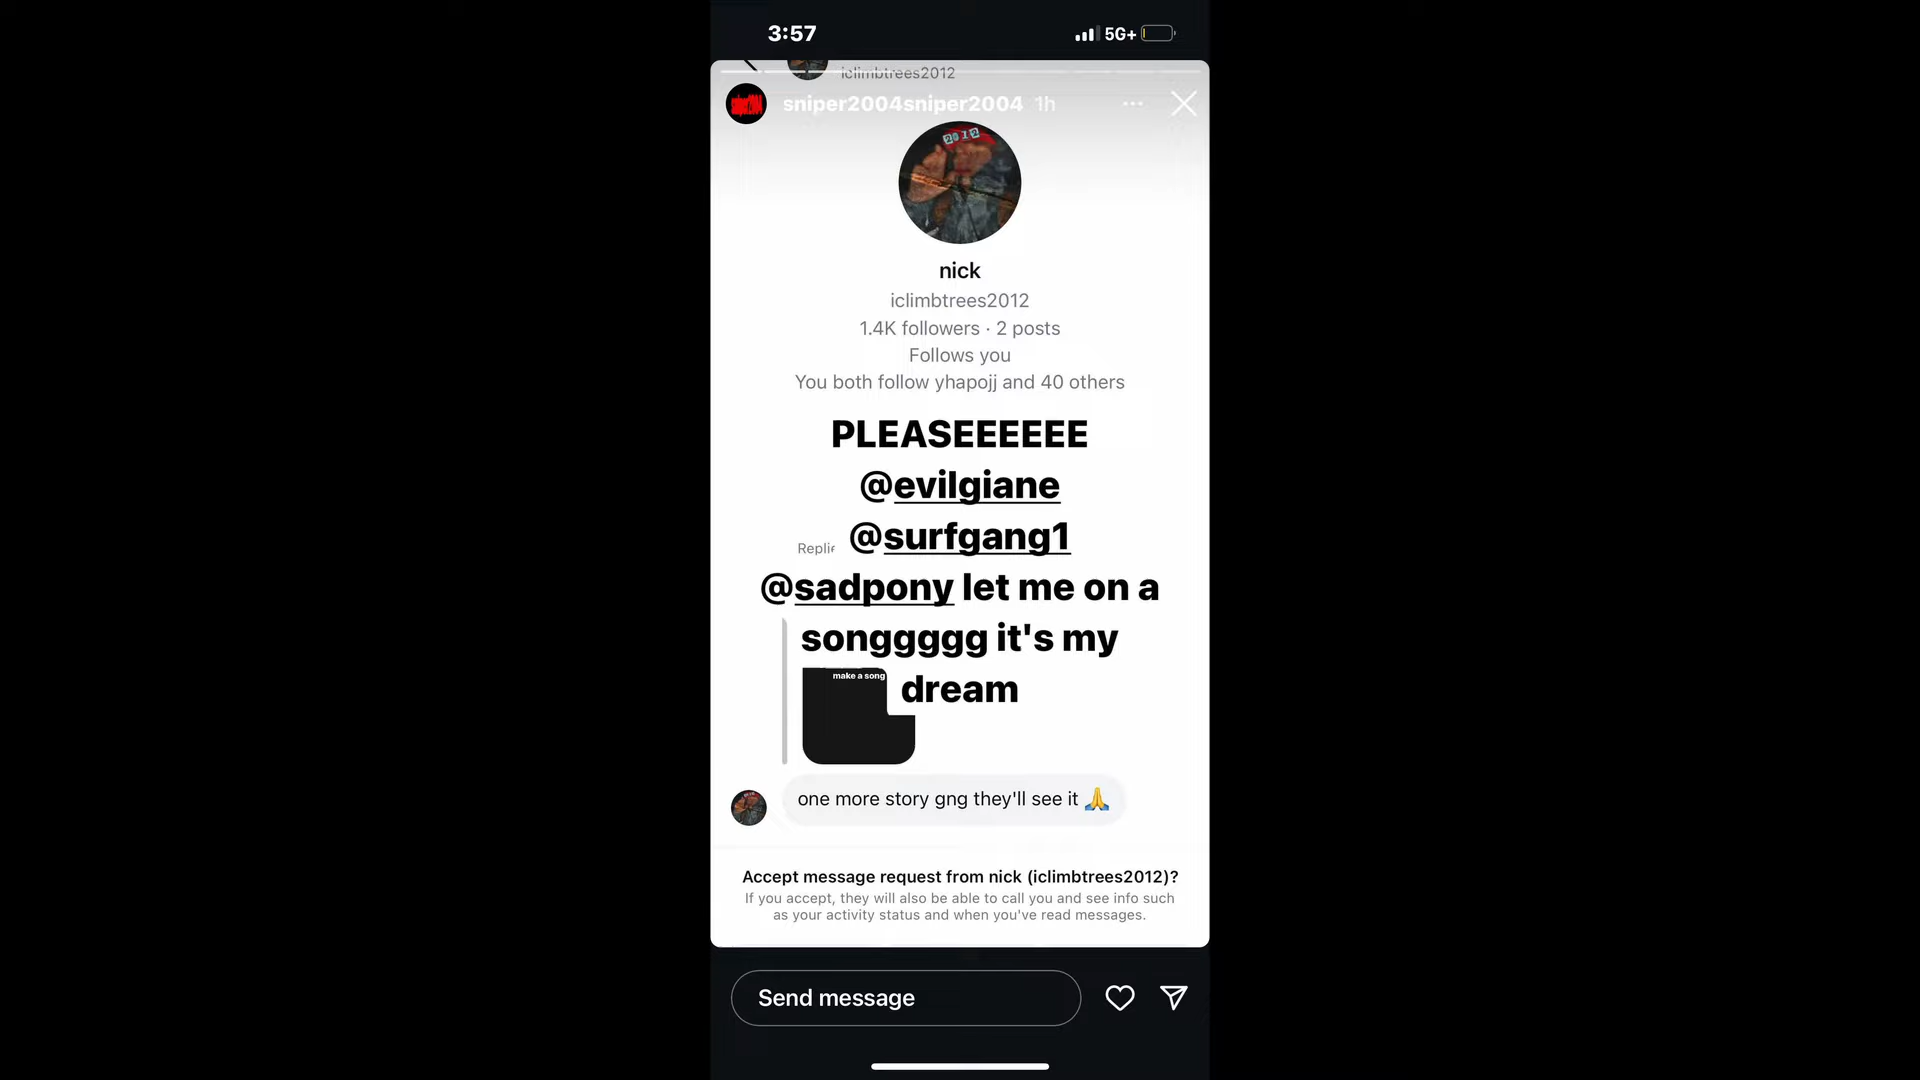 3:57
5G+
iclimbtrees2012
sniper2004sniper2004 1h
2012
nick
iclimbtrees2012
1.4K followers · 2 posts
Follows you
You both follow yhapojj and 40 others
PLEASEEEEEE
@evilgiane
@surfgang1
@sadpony let me on a
songgggg it's my
dream
make a song
one more story gng they'll see it 🙏
Accept message request from nick (iclimbtrees2012)?
If you accept, they will also be able to call you and see info such
as your activity status and when you've read messages.
Send message